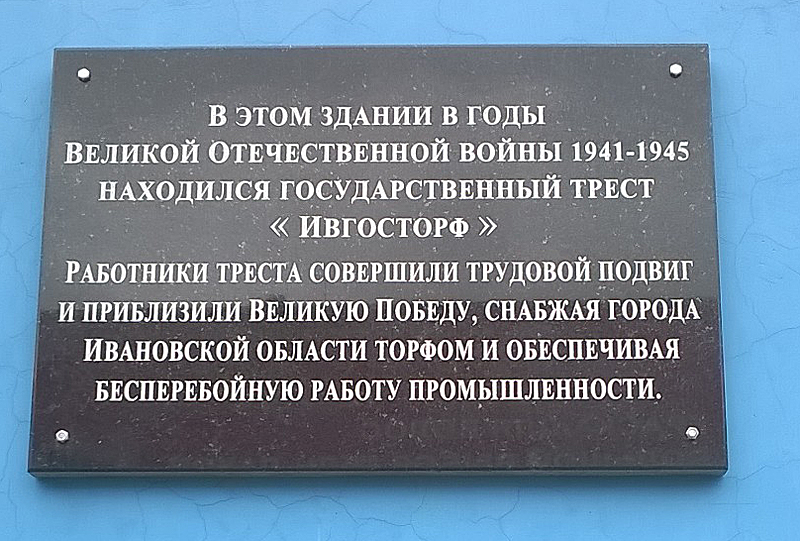 В ЭТОМ ЗДАНИИ В ГОДЫ
ВЕЛИКОЙ ОТЕЧЕСТВЕННОЙ ВОЙНЫ 1941-1945
НАХОДИЛСЯ ГОСУДАРСТВЕННЫЙ ТРЕСТ
« ИВГОСТОРФ »
РАБОТНИКИ ТРЕСТА СОВЕРШИЛИ ТРУДОВОЙ ПОДВИГ
И ПРИБЛИЗИЛИ ВЕЛИКУЮ ПОБЕДУ, СНАБЖАЯ ГОРОДА
ИВАНОВСКОЙ ОБЛАСТИ ТОРФОМ И ОБЕСПЕЧИВАЯ
БЕСПЕРЕБОЙНУЮ РАБОТУ ПРОМЫШЛЕННОСТИ.